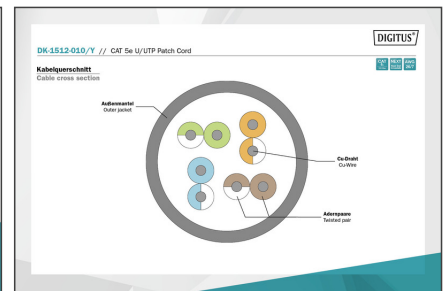 DIGITUS®
DK-1512-010/Y // CAT 5e U/UTP Patch Cord
Kabelquerschnitt
Cable cross section
Außenmantel
Outer jacket
Cu-Draht
Cu-Wire
Adernpaare
Twisted pair